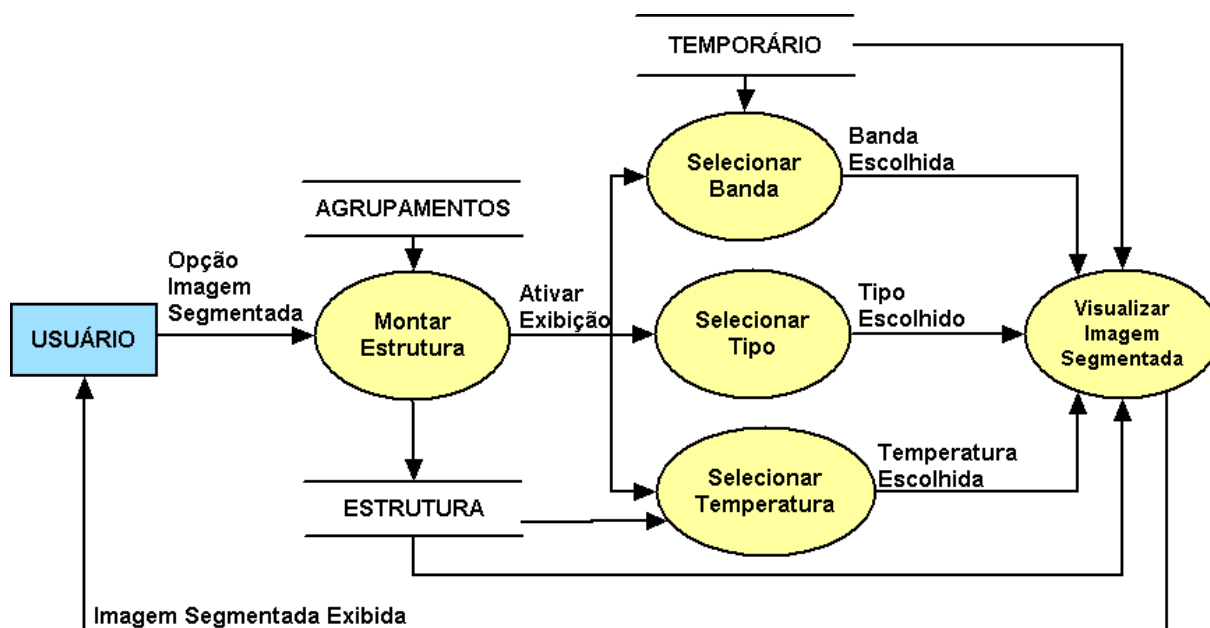 TEMPORÁRIO
Banda
Escolhida
Selecionar
Banda
AGRUPAMENTOS
Opção
Imagem
Segmentada
Ativar
Exibição
Tipo
Escolhido
USUÁRIO
Montar
Estrutura
Selecionar
Tipo
Visualizar
Imagem
Segmentada
Temperatura
Escolhida
Selecionar
Temperatura
ESTRUTURA
Imagem Segmentada Exibida